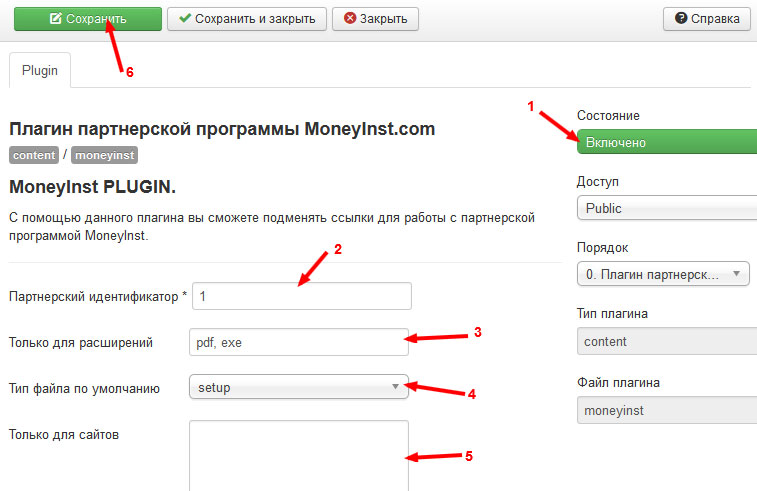 Сохранить
Сохранить и закрыть
Закрыть
Справка
6
Plugin
Плагин партнерской программы MoneyInst.com
content / moneyinst
MoneyInst PLUGIN.
С помощью данного плагина вы сможете подменять ссылки для работы с партнерской
программой MoneyInst.
2
Партнерский идентификатор *
1
Только для расширений
pdf, exe
3
Тип файла по умолчанию
setup
4
Только для сайтов
5
1
Состояние
Включено
Доступ
Public
Порядок
0. Плагин партнерск...
Тип плагина
content
Файл плагина
moneyinst